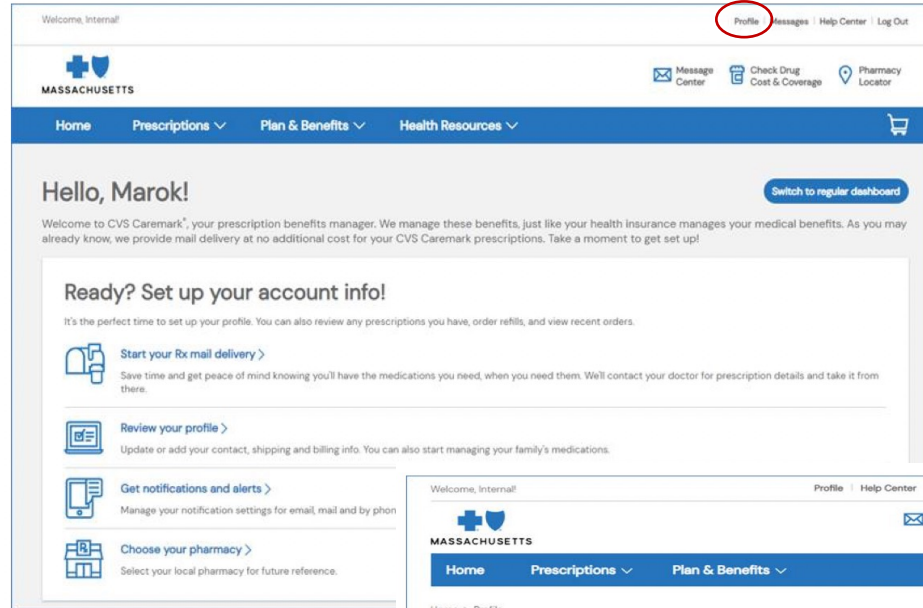 Welcome, Internal!
Profile | Messages | Help Center | Log Out
MASSACHUSETTS
Message Center
Check Drug Cost & Coverage
Pharmacy Locator
Home Prescriptions Plan & Benefits Health Resources
Hello, Marok!
Switch to regular dashboard
Welcome to CVS Caremark®, your prescription benefits manager. We manage these benefits, just like your health insurance manages your medical benefits. As you may
already know, we provide mail delivery at no additional cost for your CVS Caremark prescriptions. Take a moment to get set up!
Ready? Set up your account info!
It's the perfect time to set up your profile. You can also review any prescriptions you have, order refills, and view recent orders.
Start your Rx mail delivery >
Save time and get peace of mind knowing you'll have the medications you need, when you need them. We'll contact your doctor for prescription details and take it from
there.
Review your profile >
Update or add your contact, shipping and billing info. You can also start managing your family's medications.
Get notifications and alerts >
Manage your notification settings for email, mail and by phon
Choose your pharmacy >
Select your local pharmacy for future reference.
Welcome, Internal!
Profile | Help Center
MASSACHUSETTS
Home Prescriptions Plan & Benefits